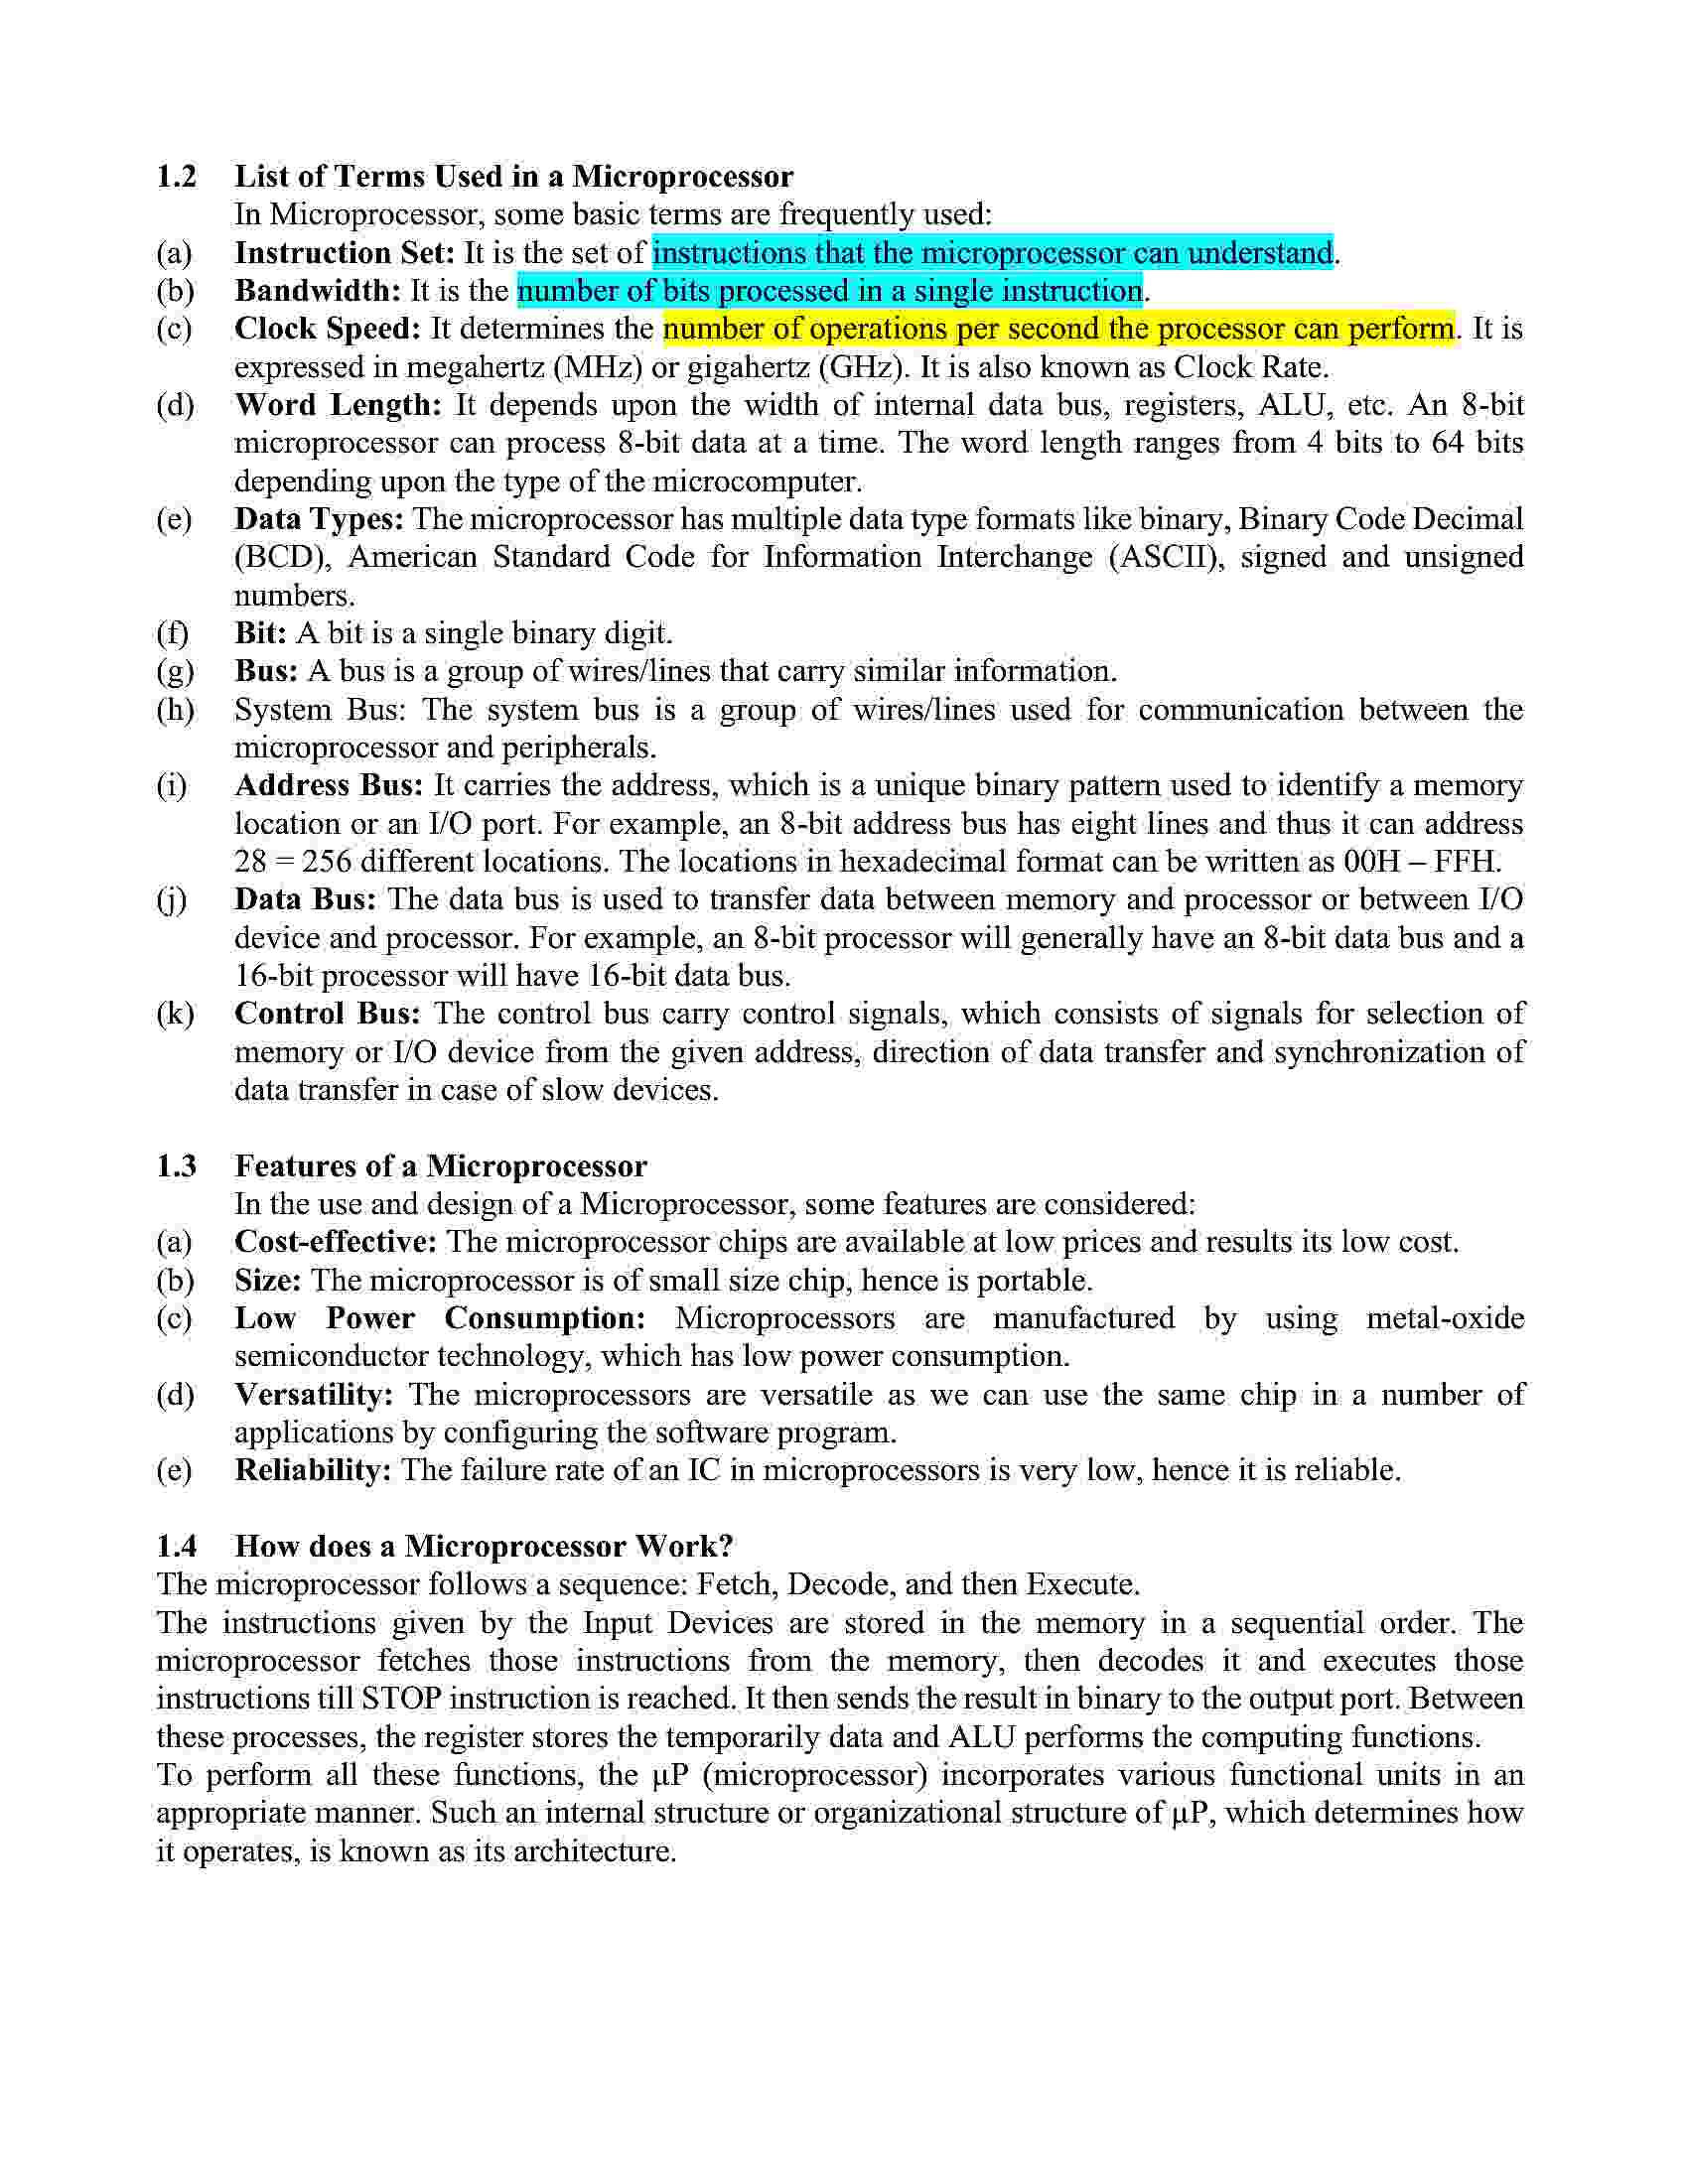 1.2 List of Terms Used in a Microprocessor
In Microprocessor, some basic terms are frequently used:
(a) Instruction Set: It is the set of instructions that the microprocessor can understand.
(b) Bandwidth: It is the number of bits processed in a single instruction.
(c) Clock Speed: It determines the number of operations per second the processor can perform. It is
expressed in megahertz (MHz) or gigahertz (GHz). It is also known as Clock Rate.
(d) Word Length: It depends upon the width of internal data bus, registers, ALU, etc. An 8-bit
microprocessor can process 8-bit data at a time. The word length ranges from 4 bits to 64 bits
depending upon the type of the microcomputer.
(e) Data Types: The microprocessor has multiple data type formats like binary, Binary Code Decimal
(BCD), American Standard Code for Information Interchange (ASCII), signed and unsigned
numbers.
(f) Bit: A bit is a single binary digit.
(g) Bus: A bus is a group of wires/lines that carry similar information.
(h) System Bus: The system bus is a group of wires/lines used for communication between the
microprocessor and peripherals.
(i) Address Bus: It carries the address, which is a unique binary pattern used to identify a memory
location or an I/O port. For example, an 8-bit address bus has eight lines and thus it can address
28 = 256 different locations. The locations in hexadecimal format can be written as 00H – FFH.
(j) Data Bus: The data bus is used to transfer data between memory and processor or between I/O
device and processor. For example, an 8-bit processor will generally have an 8-bit data bus and a
16-bit processor will have 16-bit data bus.
(k) Control Bus: The control bus carry control signals, which consists of signals for selection of
memory or I/O device from the given address, direction of data transfer and synchronization of
data transfer in case of slow devices.
1.3 Features of a Microprocessor
In the use and design of a Microprocessor, some features are considered:
(a) Cost-effective: The microprocessor chips are available at low prices and results its low cost.
(b) Size: The microprocessor is of small size chip, hence is portable.
(c) Low Power Consumption: Microprocessors are manufactured by using metal-oxide
semiconductor technology, which has low power consumption.
(d) Versatility: The microprocessors are versatile as we can use the same chip in a number of
applications by configuring the software program.
(e) Reliability: The failure rate of an IC in microprocessors is very low, hence it is reliable.
1.4 How does a Microprocessor Work?
The microprocessor follows a sequence: Fetch, Decode, and then Execute.
The instructions given by the Input Devices are stored in the memory in a sequential order. The
microprocessor fetches those instructions from the memory, then decodes it and executes those
instructions till STOP instruction is reached. It then sends the result in binary to the output port. Between
these processes, the register stores the temporarily data and ALU performs the computing functions.
To perform all these functions, the µP (microprocessor) incorporates various functional units in an
appropriate manner. Such an internal structure or organizational structure of µP, which determines how
it operates, is known as its architecture.